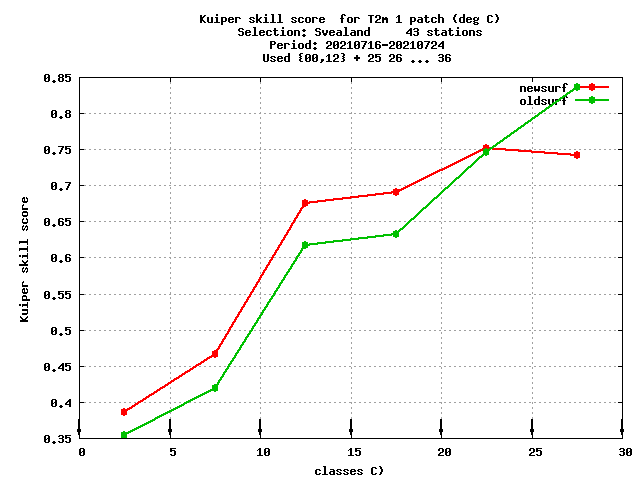 Kuiper skill score  for T2m 1 patch (deg C)
Selection: Svealand     43 stations
Period: 20210716-20210724
Used {00,12} + 25 26 ... 36
newsurf
oldsurf
0.85
0.8
0.75
0.7
0.65
0.6
0.55
0.5
0.45
0.4
0.35
Kuiper skill score
0 5 10 15 20 25 30
classes C)